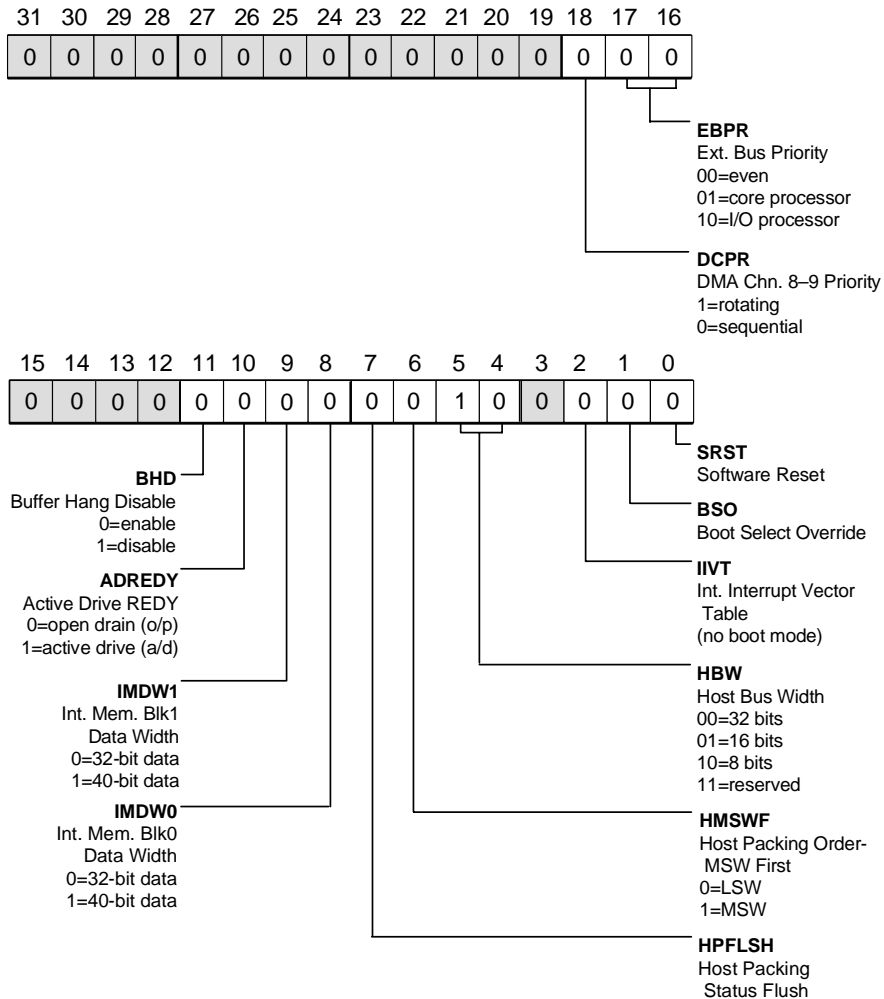 31 30 29 28 27 26 25 24 23 22 21 20 19 18 17 16
0 0 0 0 0 0 0 0 0 0 0 0 0 0 0 0
EBPR
Ext. Bus Priority
00=even
01=core processor
10=I/O processor
DCPR
DMA Chn. 8–9 Priority
1=rotating
0=sequential
15 14 13 12 11 10 9 8 7 6 5 4 3 2 1 0
0 0 0 0 0 0 0 0 0 0 1 0 0 0 0 0
BHD
Buffer Hang Disable
0=enable
1=disable
ADREDY
Active Drive REDY
0=open drain (o/p)
1=active drive (a/d)
IMDW1
Int. Mem. Blk1
Data Width
0=32-bit data
1=40-bit data
IMDW0
Int. Mem. Blk0
Data Width
0=32-bit data
1=40-bit data
SRST
Software Reset
BSO
Boot Select Override
IIVT
Int. Interrupt Vector
Table
(no boot mode)
HBW
Host Bus Width
00=32 bits
01=16 bits
10=8 bits
11=reserved
HMSWF
Host Packing Order-
MSW First
0=LSW
1=MSW
HPFLSH
Host Packing
Status Flush